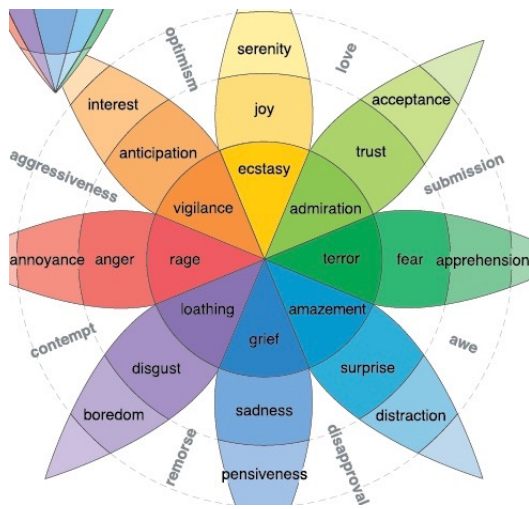 serenity
optimism
love
interest
acceptance
joy
anticipation
trust
aggressiveness
submission
ecstasy
vigilance
admiration
annoyance
anger
rage
terror
fear
apprehension
loathing
amazement
contempt
grief
awe
disgust
surprise
boredom
sadness
distraction
remorse
disapproval
pensiveness